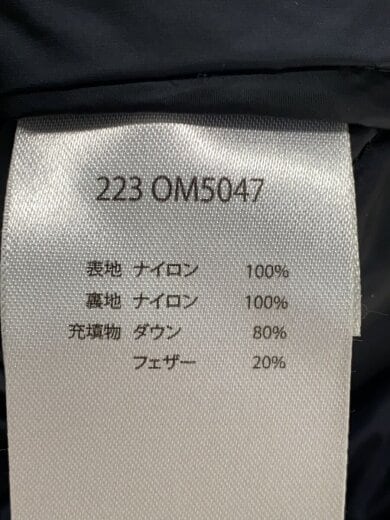 223 OM5047
表地 ナイロン 100%
裏地 ナイロン 100%
充填物 ダウン 80%
フェザー 20%